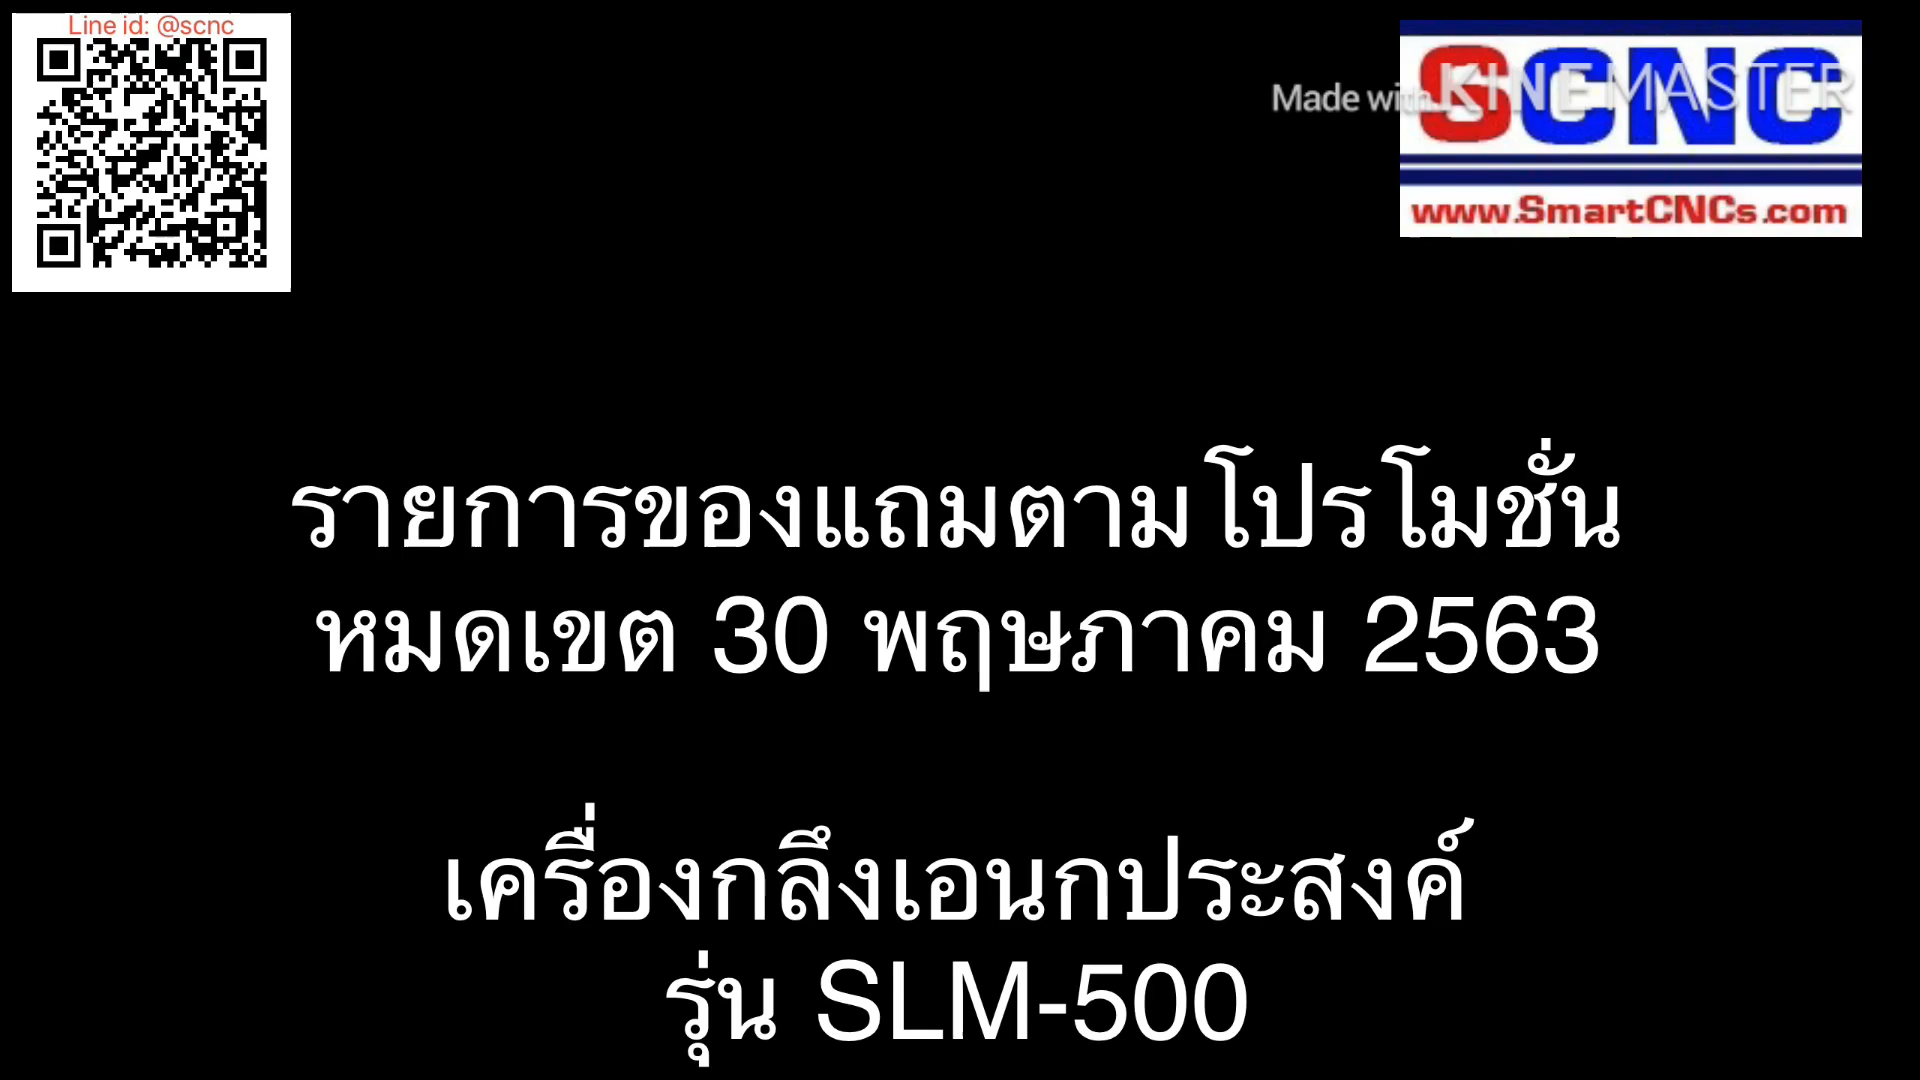 Line id: @scnc
Made with KINEMASTER
SCNC
www.SmartCNCs.com
รายการของแถมตามโปรโมชั่น
หมดเขต 30 พฤษภาคม 2563
เครื่องกลึงเอนกประสงค์
รุ่น SLM-500